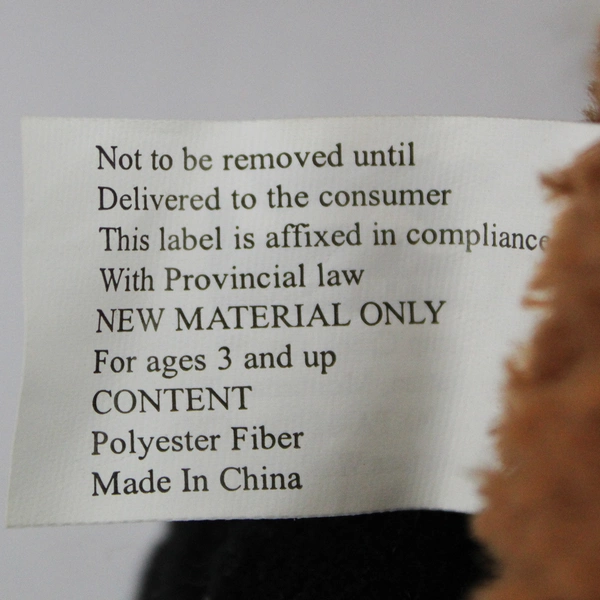 Not to be removed until
Delivered to the consumer
This label is affixed in compliance
With Provincial law
NEW MATERIAL ONLY
For ages 3 and up
CONTENT
Polyester Fiber
Made In China